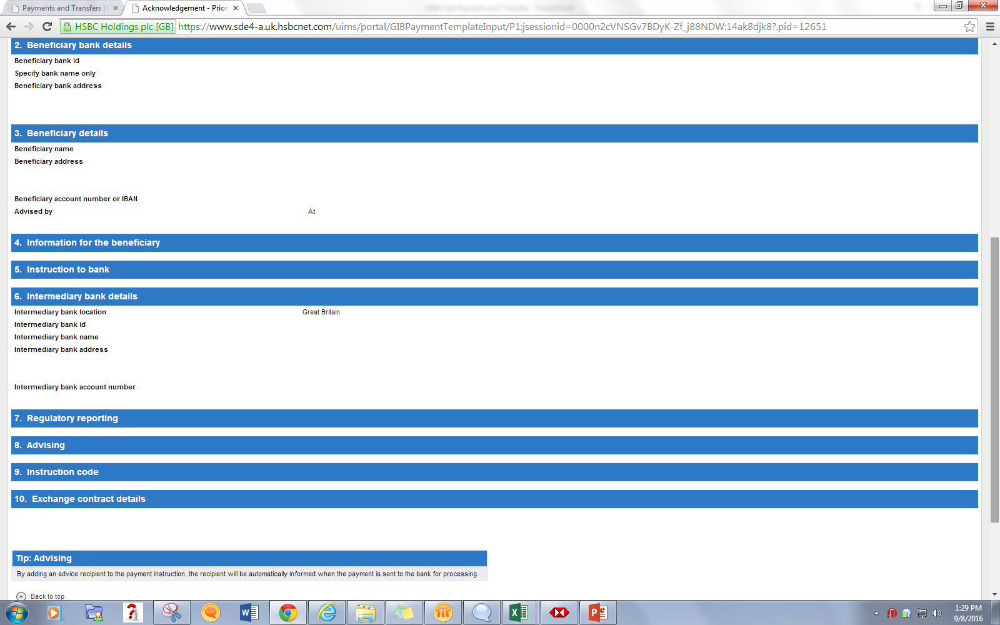 Payments and Transfers |
Acknowledgement - Prior
HSBC Holdings plc [GB]
https://www.sde4-a.uk.hsbcnet.com/uims/portal/GIBPaymentTemplateInput/P1;jsessionid=0000n2cVNSGv7BDyK-Zf_j88NDW:14ak8djk8?.pid=12651
2. Beneficiary bank details
Beneficiary bank id
Specify bank name only
Beneficiary bank address
3. Beneficiary details
Beneficiary name
Beneficiary address
Beneficiary account number or IBAN
Advised by At
4. Information for the beneficiary
5. Instruction to bank
6. Intermediary bank details
Intermediary bank location Great Britain
Intermediary bank id
Intermediary bank name
Intermediary bank address
Intermediary bank account number
7. Regulatory reporting
8. Advising
9. Instruction code
10. Exchange contract details
Tip: Advising
By adding an advice recipient to the payment instruction, the recipient will be automatically informed when the payment is sent to the bank for processing.
Back to top
1:29 PM
9/8/2016